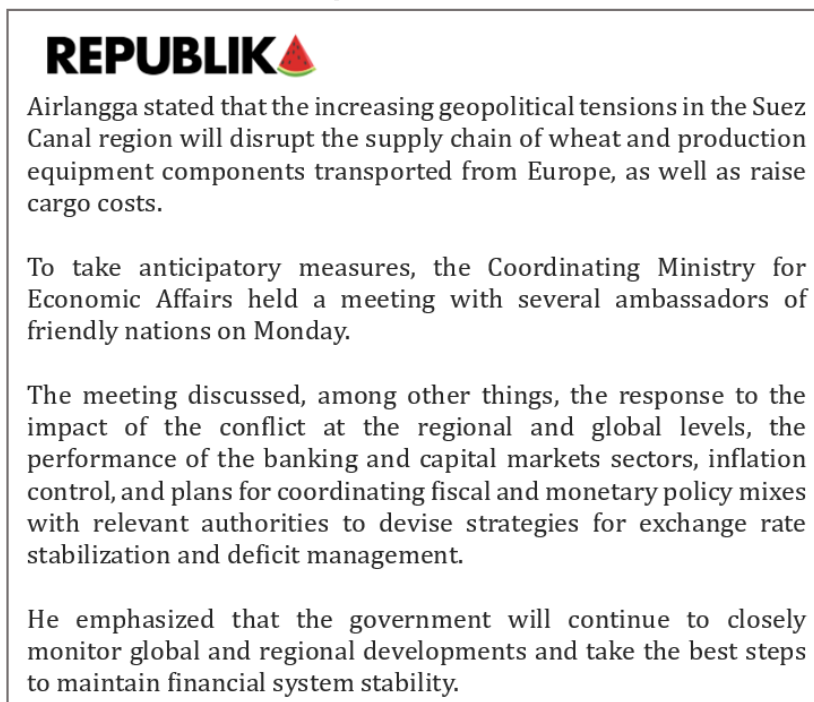 REPUBLIKA
Airlangga stated that the increasing geopolitical tensions in the Suez
Canal region will disrupt the supply chain of wheat and production
equipment components transported from Europe, as well as raise
cargo costs.
To take anticipatory measures, the Coordinating Ministry for
Economic Affairs held a meeting with several ambassadors of
friendly nations on Monday.
The meeting discussed, among other things, the response to the
impact of the conflict at the regional and global levels, the
performance of the banking and capital markets sectors, inflation
control, and plans for coordinating fiscal and monetary policy mixes
with relevant authorities to devise strategies for exchange rate
stabilization and deficit management.
He emphasized that the government will continue to closely
monitor global and regional developments and take the best steps
to maintain financial system stability.